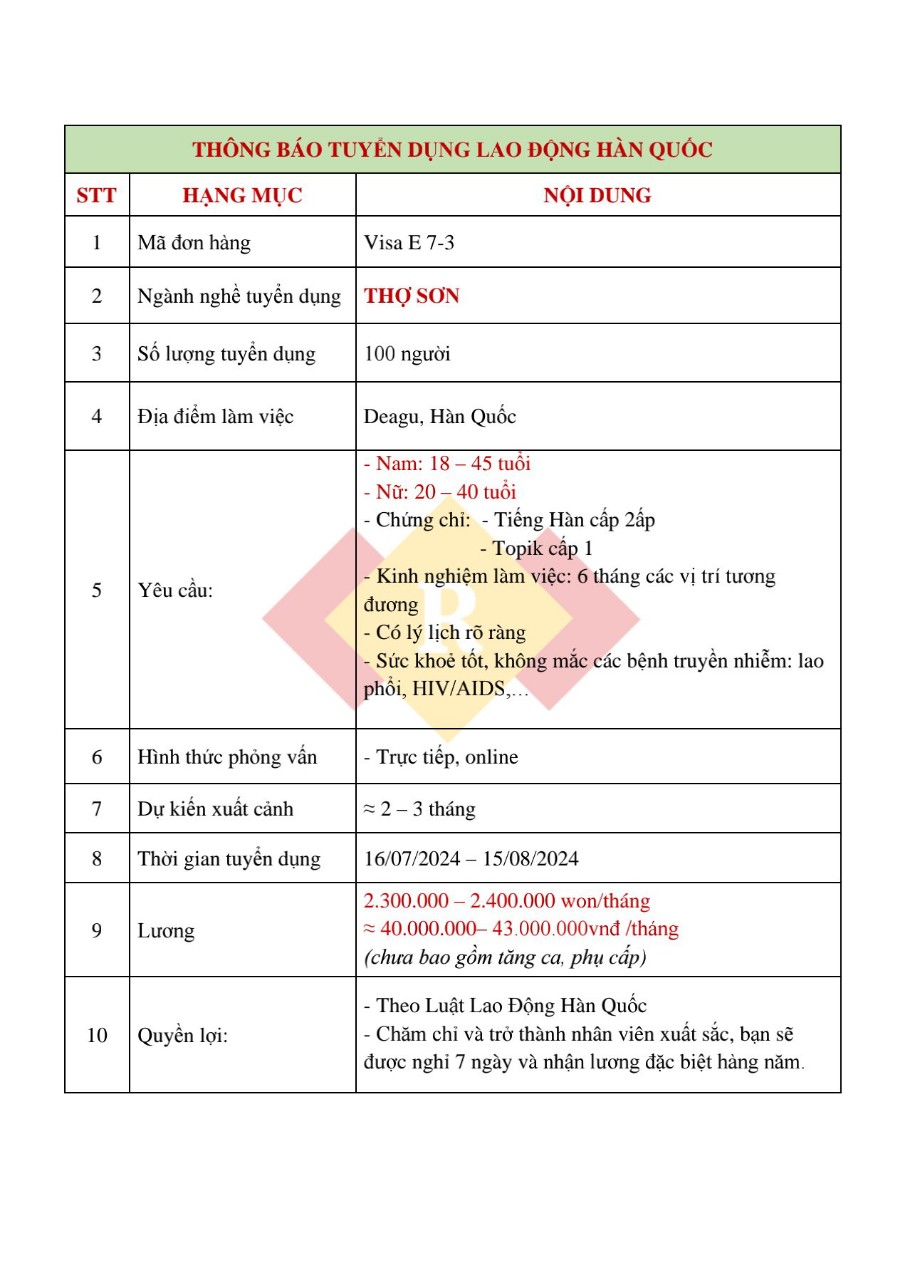 THÔNG BÁO TUYỂN DỤNG LAO ĐỘNG HÀN QUỐC
STT HẠNG MỤC NỘI DUNG
1 Mã đơn hàng Visa E 7-3
2 Ngành nghề tuyển dụng THỢ SƠN
3 Số lượng tuyển dụng 100 người
4 Địa điểm làm việc Deagu, Hàn Quốc
5 Yêu cầu:
- Nam: 18 – 45 tuổi
- Nữ: 20 – 40 tuổi
- Chứng chỉ: - Tiếng Hàn cấp 2ấp
- Topik cấp 1
- Kinh nghiệm làm việc: 6 tháng các vị trí tương
đương
- Có lý lịch rõ ràng
- Sức khoẻ tốt, không mắc các bệnh truyền nhiễm: lao
phổi, HIV/AIDS,…
R
6 Hình thức phỏng vấn - Trực tiếp, online
7 Dự kiến xuất cảnh ≈ 2 – 3 tháng
8 Thời gian tuyển dụng 16/07/2024 – 15/08/2024
9 Lương
2.300.000 – 2.400.000 won/tháng
≈ 40.000.000– 43.000.000vnđ /tháng
(chưa bao gồm tăng ca, phụ cấp)
10 Quyền lợi:
- Theo Luật Lao Động Hàn Quốc
- Chăm chỉ và trở thành nhân viên xuất sắc, bạn sẽ
được nghỉ 7 ngày và nhận lương đặc biệt hàng năm.